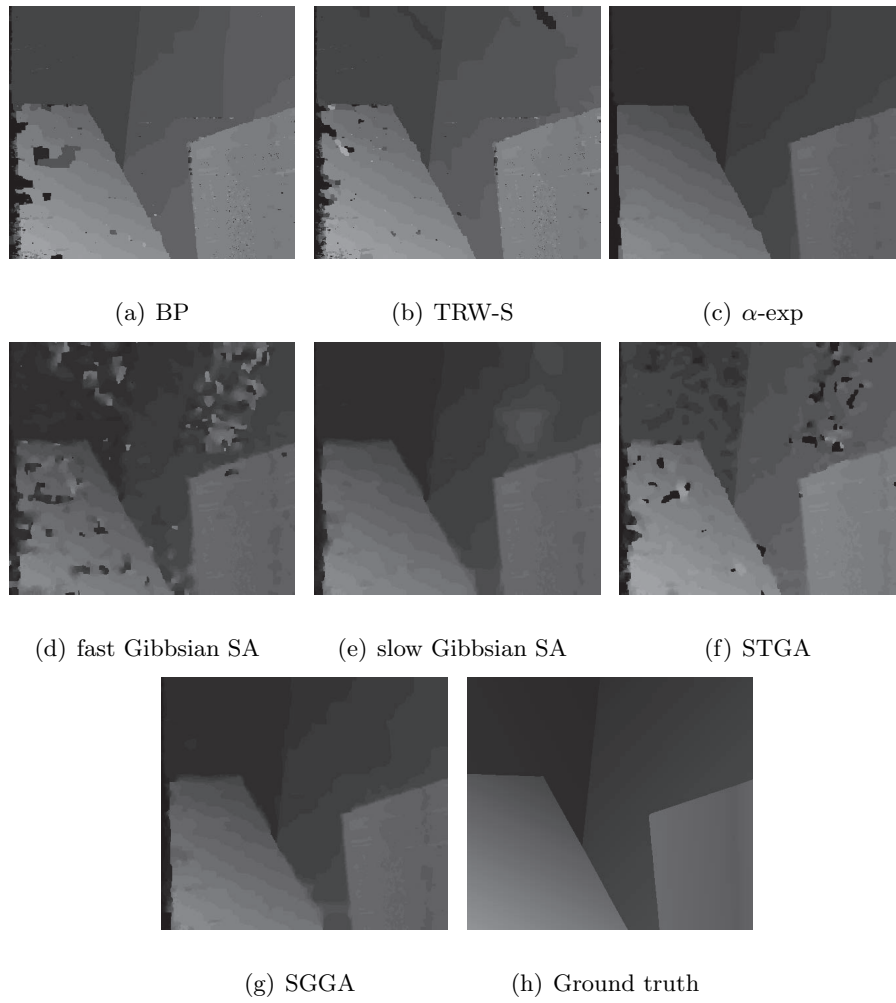 (a) BP
(b) TRW-S
(c) α-exp
(d) fast Gibbsian SA
(e) slow Gibbsian SA
(f) STGA
(g) SGGA
(h) Ground truth